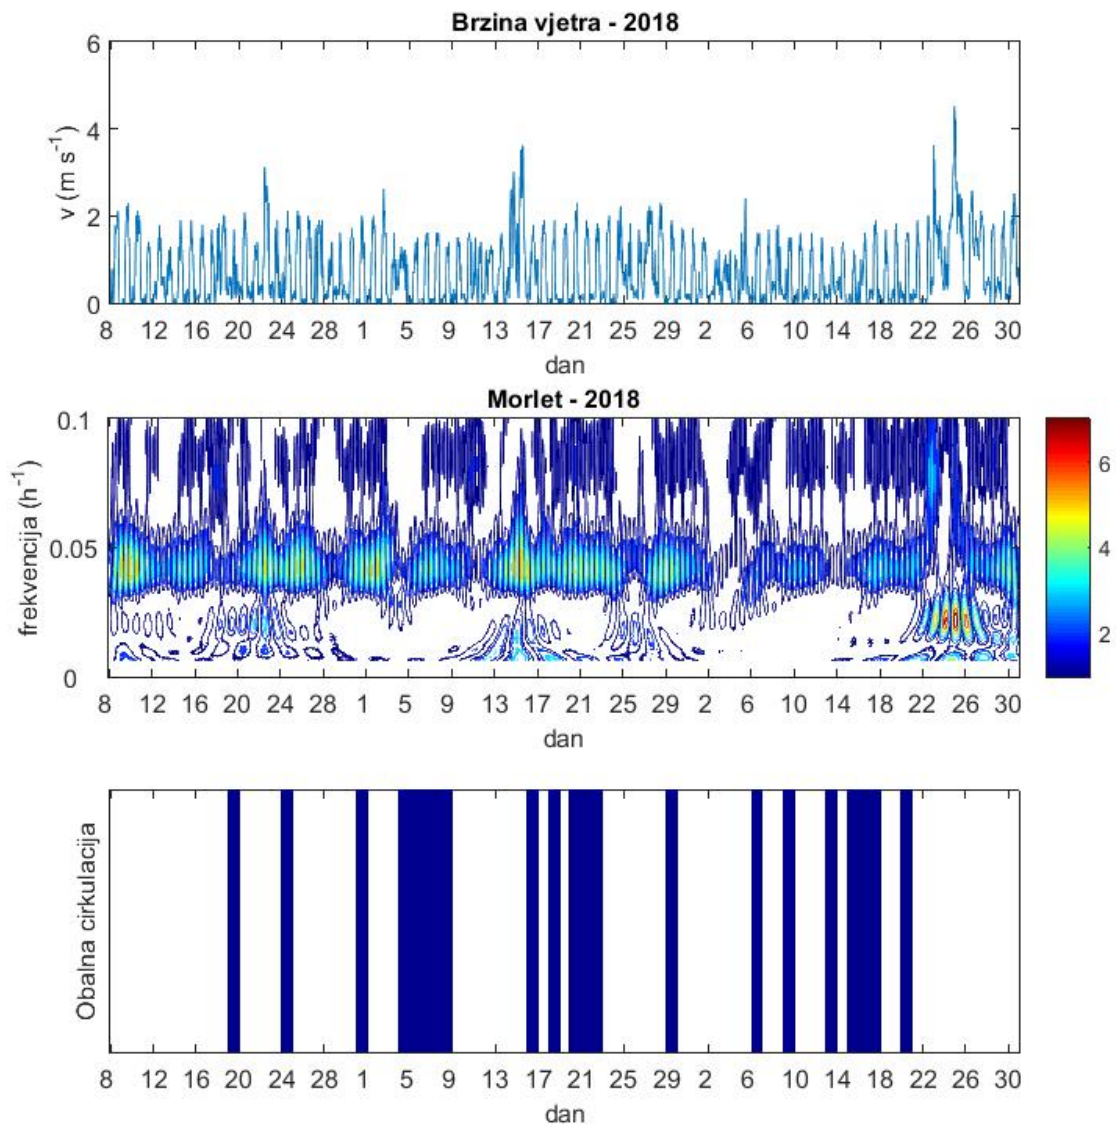 Brzina vjetra - 2018
6
4
2
0
v (m s⁻¹)
8 12 16 20 24 28 1 5 9 13 17 21 25 29 2 6 10 14 18 22 26 30
dan
Morlet - 2018
0.1
0.05
0
frekvencija (h⁻¹)
8 12 16 20 24 28 1 5 9 13 17 21 25 29 2 6 10 14 18 22 26 30
dan
6
4
2
Obalna cirkulacija
8 12 16 20 24 28 1 5 9 13 17 21 25 29 2 6 10 14 18 22 26 30
dan